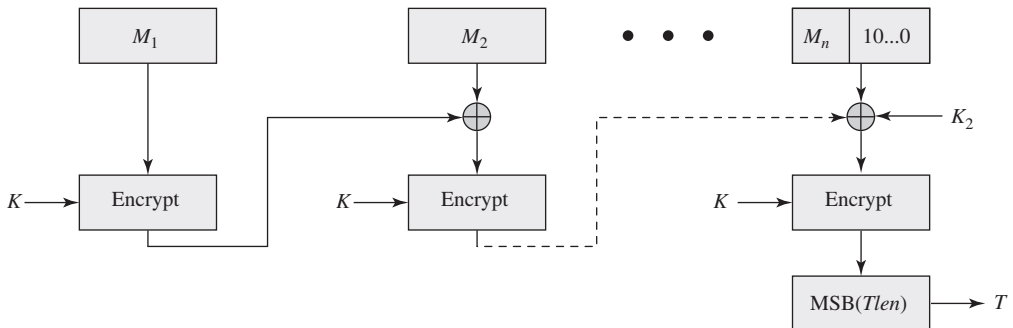 M₁
M₂
• • •
Mₙ 10...0
K₂
K Encrypt
K Encrypt
K Encrypt
MSB(Tlen)
T